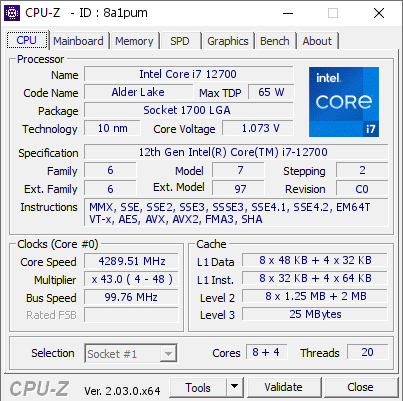 CPU-Z - ID : 8a1pum
CPU Mainboard Memory SPD Graphics Bench About
Processor
Name Intel Core i7 12700
Code Name Alder Lake Max TDP 65 W
Package Socket 1700 LGA
Technology 10 nm Core Voltage 1.073 V
intel
CORE
i7
Specification 12th Gen Intel(R) Core(TM) i7-12700
Family 6 Model 7 Stepping 2
Ext. Family 6 Ext. Model 97 Revision C0
Instructions MMX, SSE, SSE2, SSE3, SSSE3, SSE4.1, SSE4.2, EM64T
VT-x, AES, AVX, AVX2, FMA3, SHA
Clocks (Core #0)
Core Speed 4289.51 MHz
Multiplier x 43.0 ( 4 - 48 )
Bus Speed 99.76 MHz
Rated FSB
Cache
L1 Data 8 x 48 KB + 4 x 32 KB
L1 Inst. 8 x 32 KB + 4 x 64 KB
Level 2 8 x 1.25 MB + 2 MB
Level 3 25 MBytes
Selection Socket #1 Cores 8 + 4 Threads 20
CPU-Z Ver. 2.03.0.x64 Tools Validate Close